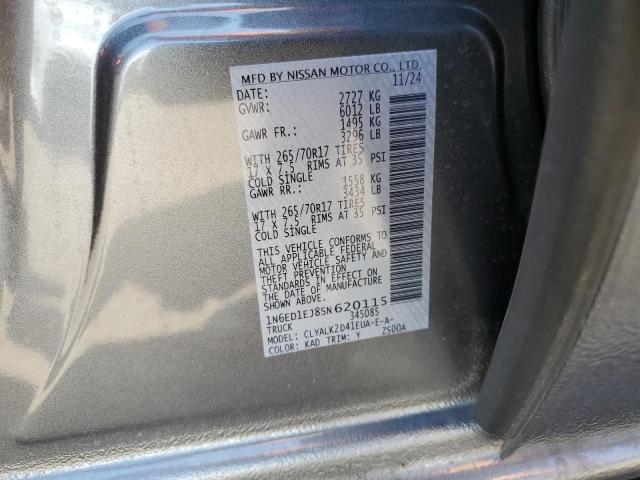 MFD BY NISSAN MOTOR CO., LTD
DATE: 11/24
GVWR: 2727 KG
6012 LB
GAWR FR.: 1495 KG
3296 LB
WITH 265/70R17 TIRES
17 X 7.5 RIMS AT 35 PSI
COLD SINGLE
GAWR RR.: 1558 KG
3434 LB
WITH 265/70R17 TIRES
17 X 7.5 RIMS AT 35 PSI
COLD SINGLE
THIS VEHICLE CONFORMS TO
ALL APPLICABLE FEDERAL
MOTOR VEHICLE SAFETY AND
THEFT PREVENTION
STANDARDS IN EFFECT ON
THE DATE OF MANUFACTURE
SHOWN ABOVE.
1N6ED1EJ8SN620115
TRUCK 345085
MODEL: CLYALK2D41EUA-E-A-
COLOR: KAD TRIM: Y 2S00A